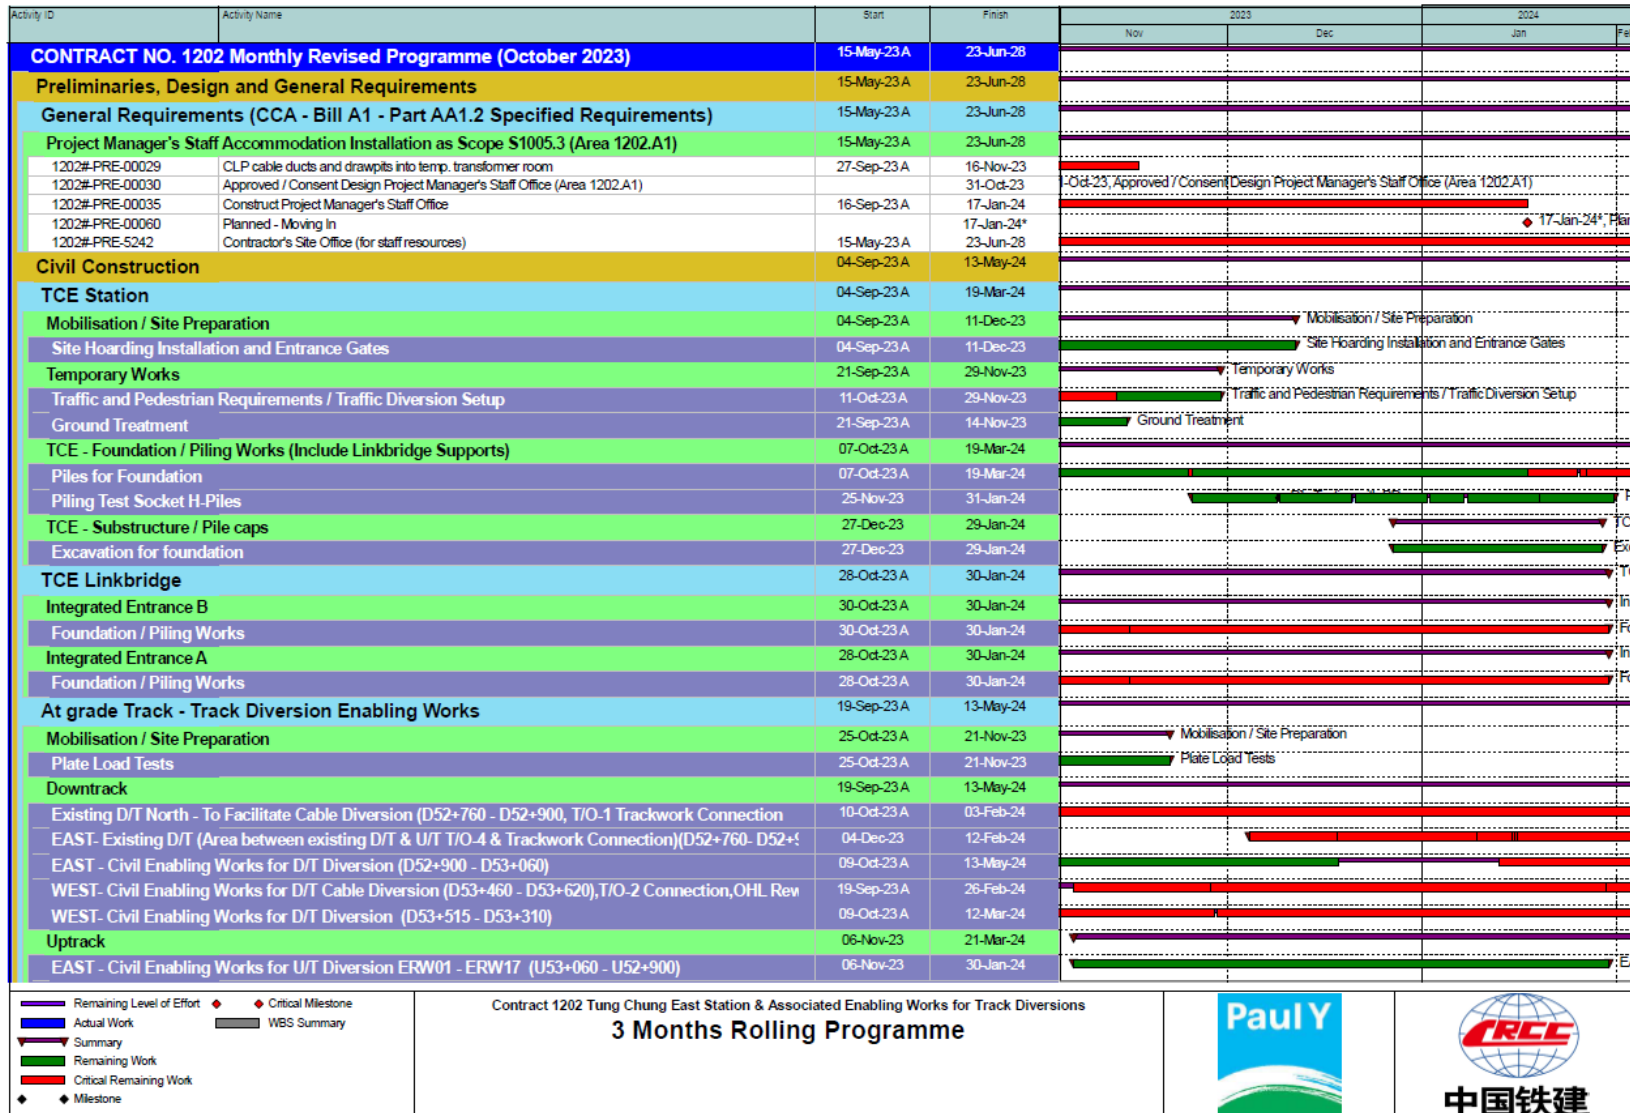 Activity ID Activity Name Start Finish 2023 2024
Nov Dec Jan
CONTRACT NO. 1202 Monthly Revised Programme (October 2023) 15-May-23 A 23-Jun-28
Preliminaries, Design and General Requirements 15-May-23 A 23-Jun-28
General Requirements (CCA - Bill A1 - Part AA1.2 Specified Requirements) 15-May-23 A 23-Jun-28
Project Manager's Staff Accommodation Installation as Scope S1005.3 (Area 1202.A1) 15-May-23 A 23-Jun-28
1202#-PRE-00029 CLP cable ducts and drawpits into temp. transformer room 27-Sep-23 A 16-Nov-23
1202#-PRE-00030 Approved / Consent Design Project Manager's Staff Office (Area 1202.A1) 31-Oct-23 -Oct-23, Approved / Consent Design Project Manager's Staff Office (Area 1202.A1)
1202#-PRE-00035 Construct Project Manager's Staff Office 16-Sep-23 A 17-Jan-24
1202#-PRE-00060 Planned - Moving In 17-Jan-24* 17-Jan-24*, Plan
1202#-PRE-5242 Contractor's Site Office (for staff resources) 15-May-23 A 23-Jun-28
Civil Construction 04-Sep-23 A 13-May-24
TCE Station 04-Sep-23 A 19-Mar-24
Mobilisation / Site Preparation 04-Sep-23 A 11-Dec-23 Mobilisation / Site Preparation
Site Hoarding Installation and Entrance Gates 04-Sep-23 A 11-Dec-23 Site Hoarding Installation and Entrance Gates
Temporary Works 21-Sep-23 A 29-Nov-23 Temporary Works
Traffic and Pedestrian Requirements / Traffic Diversion Setup 11-Oct-23 A 29-Nov-23 Traffic and Pedestrian Requirements / Traffic Diversion Setup
Ground Treatment 21-Sep-23 A 14-Nov-23 Ground Treatment
TCE - Foundation / Piling Works (Include Linkbridge Supports) 07-Oct-23 A 19-Mar-24
Piles for Foundation 07-Oct-23 A 19-Mar-24
Piling Test Socket H-Piles 25-Nov-23 31-Jan-24
TCE - Substructure / Pile caps 27-Dec-23 29-Jan-24
Excavation for foundation 27-Dec-23 29-Jan-24
TCE Linkbridge 28-Oct-23 A 30-Jan-24
Integrated Entrance B 30-Oct-23 A 30-Jan-24
Foundation / Piling Works 30-Oct-23 A 30-Jan-24
Integrated Entrance A 28-Oct-23 A 30-Jan-24
Foundation / Piling Works 28-Oct-23 A 30-Jan-24
At grade Track - Track Diversion Enabling Works 19-Sep-23 A 13-May-24
Mobilisation / Site Preparation 25-Oct-23 A 21-Nov-23 Mobilisation / Site Preparation
Plate Load Tests 25-Oct-23 A 21-Nov-23 Plate Load Tests
Downtrack 19-Sep-23 A 13-May-24
Existing D/T North - To Facilitate Cable Diversion (D52+760 - D52+900, T/O-1 Trackwork Connection 10-Oct-23 A 03-Feb-24
EAST- Existing D/T (Area between existing D/T & U/T T/O-4 & Trackwork Connection)(D52+760- D52+ 04-Dec-23 12-Feb-24
EAST - Civil Enabling Works for D/T Diversion (D52+900 - D53+060) 09-Oct-23 A 13-May-24
WEST- Civil Enabling Works for D/T Cable Diversion (D53+460 - D53+620),T/O-2 Connection,OHL Rew 19-Sep-23 A 26-Feb-24
WEST- Civil Enabling Works for D/T Diversion (D53+515 - D53+310) 09-Oct-23 A 12-Mar-24
Uptrack 06-Nov-23 21-Mar-24
EAST - Civil Enabling Works for U/T Diversion ERW01 - ERW17 (U53+060 - U52+900) 06-Nov-23 30-Jan-24
Remaining Level of Effort Critical Milestone
Actual Work WBS Summary
Summary
Remaining Work
Critical Remaining Work
Milestone
Contract 1202 Tung Chung East Station & Associated Enabling Works for Track Diversions
3 Months Rolling Programme
Paul Y
CRCC
中国铁建